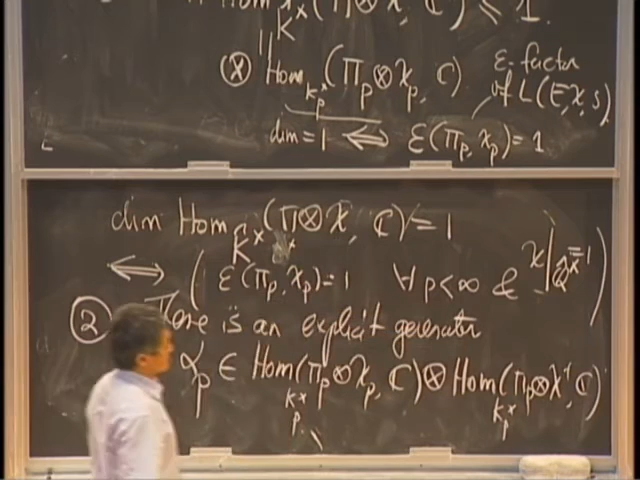 Hom_{K^×}(Π⊗χ, C) ≤ 1.
(*) Hom_{K_p^×}(Π_p⊗χ_p, C) ε-factor
of L(E,χ,s)
dim = 1 ⟺ ε(Π_p, χ_p) = 1
dim Hom_{K̂^×}(Π⊗χ, C) = 1
⟺ ( ε(Π_p, χ_p) = 1 ∀ p < ∞ & χ|_{Q̂^×} = 1 )
② There is an explicit generator
α_p ∈ Hom_{K_p^×}(Π_p⊗χ_p, C) ⊗ Hom_{K_p^×}(Π_p⊗χ^{-1}, C)